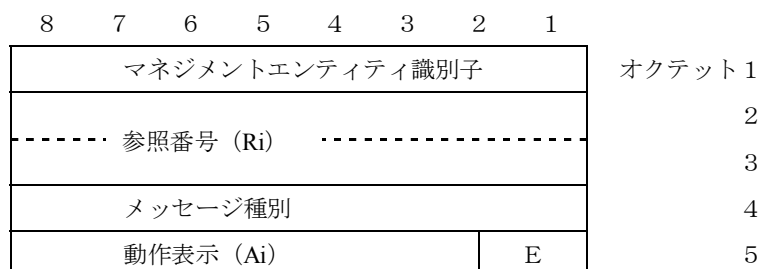 ８ ７ ６ ５ ４ ３ ２ １
マネジメントエンティティ識別子 オクテット１
２
参照番号（Ri）
３
メッセージ種別 ４
動作表示（Ai） Ｅ ５